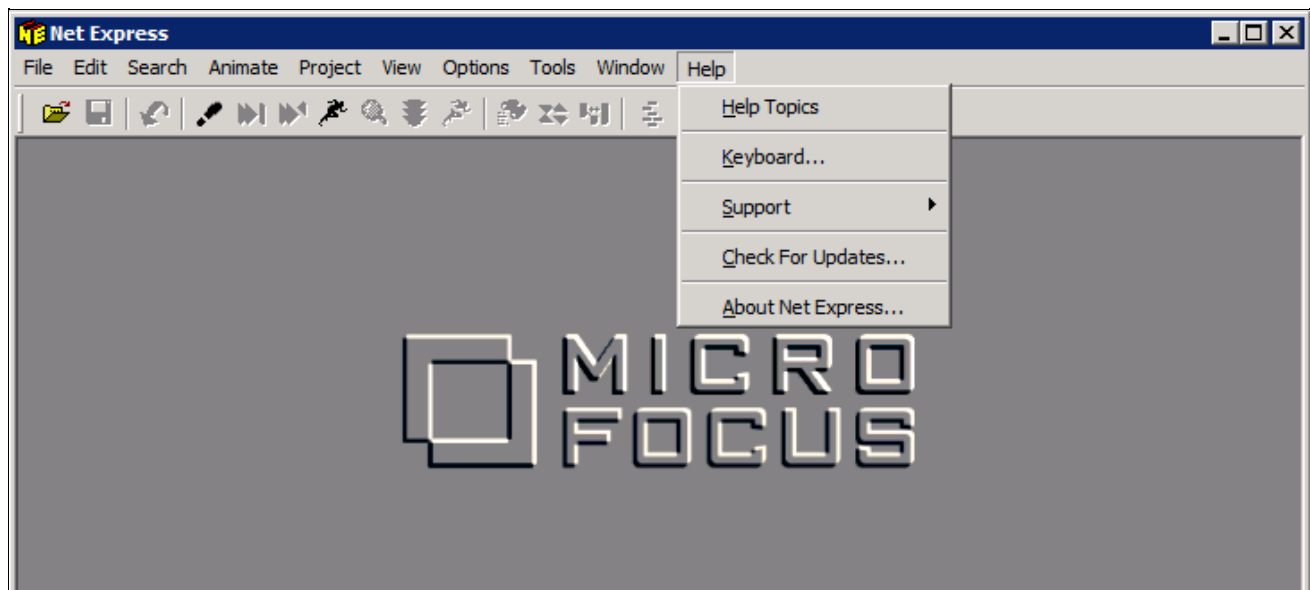 Net Express
File Edit Search Animate Project View Options Tools Window Help
Help Topics
Keyboard...
Support
Check For Updates...
About Net Express...
MICRO
FOCUS